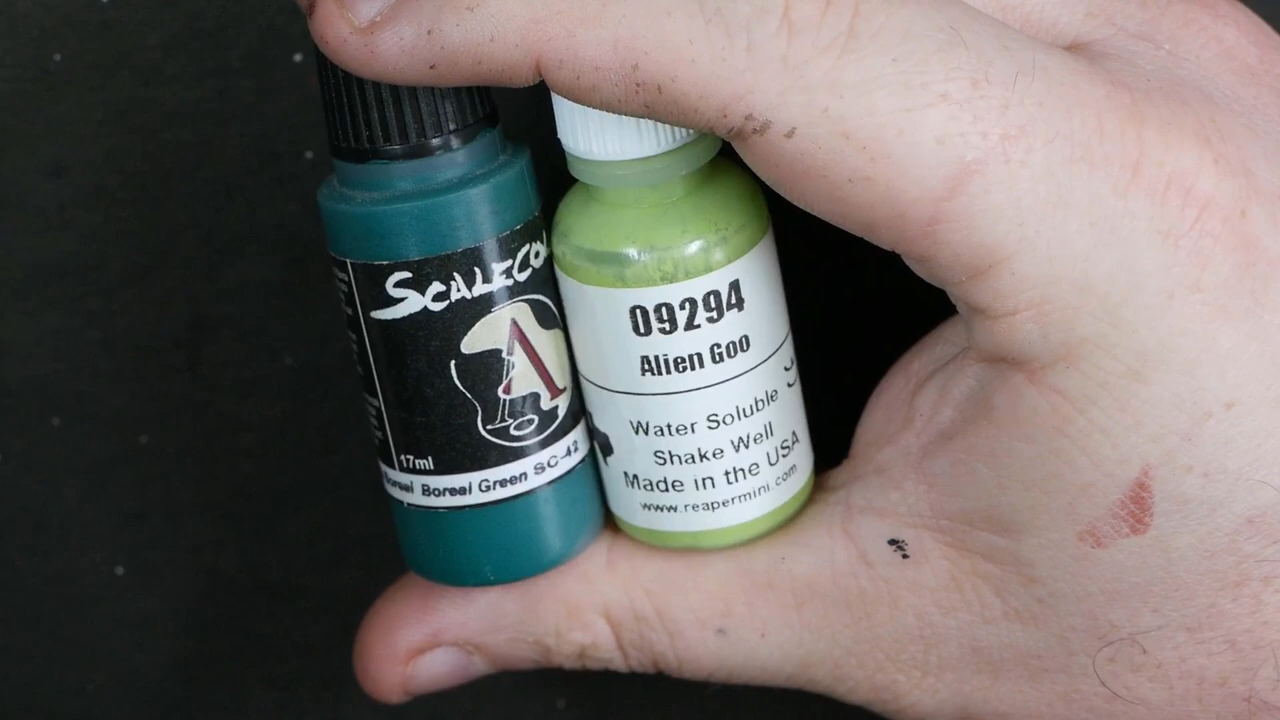 SCALECOL
17ml
Boreal Green SC-42
09294
Alien Goo
Water Soluble
Shake Well
Made in the USA
www.reapermini.com